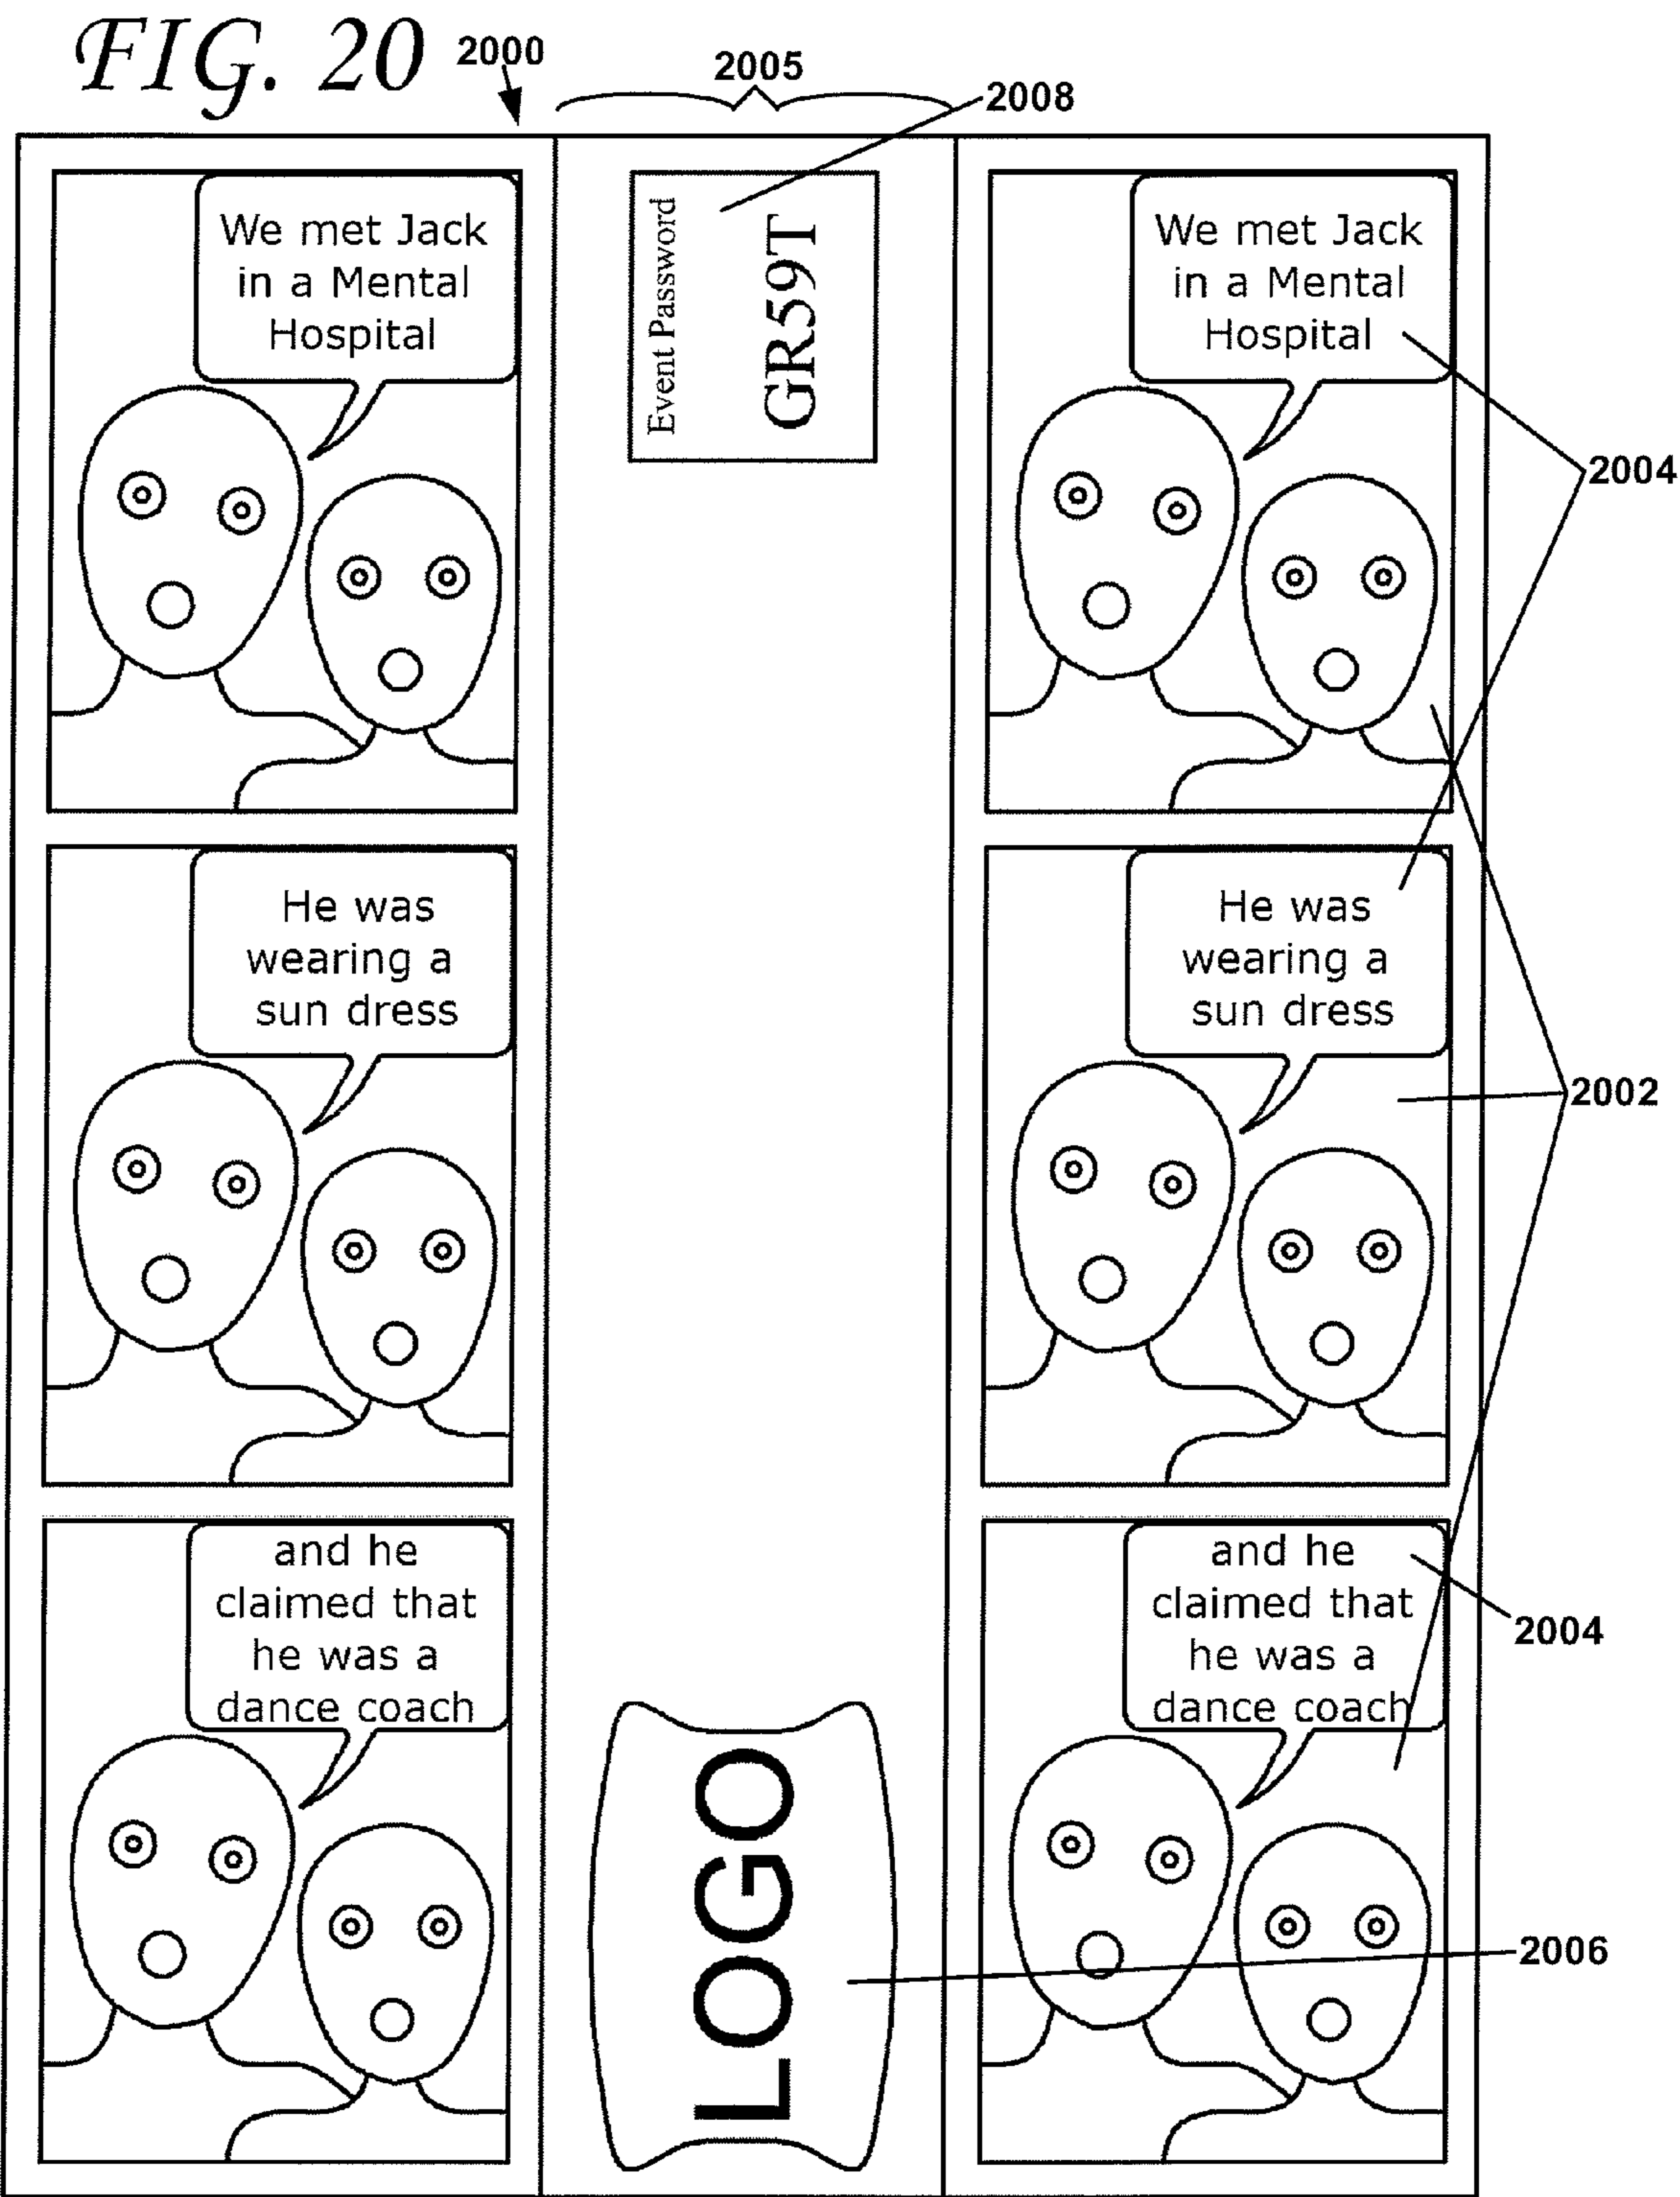 FIG. 20
2000
2005
2008
We met Jack
in a Mental
Hospital
Event Password
GR59T
We met Jack
in a Mental
Hospital
2004
He was
wearing a
sun dress
He was
wearing a
sun dress
2002
and he
claimed that
he was a
dance coach
and he
claimed that
he was a
dance coach
2004
LOGO
2006